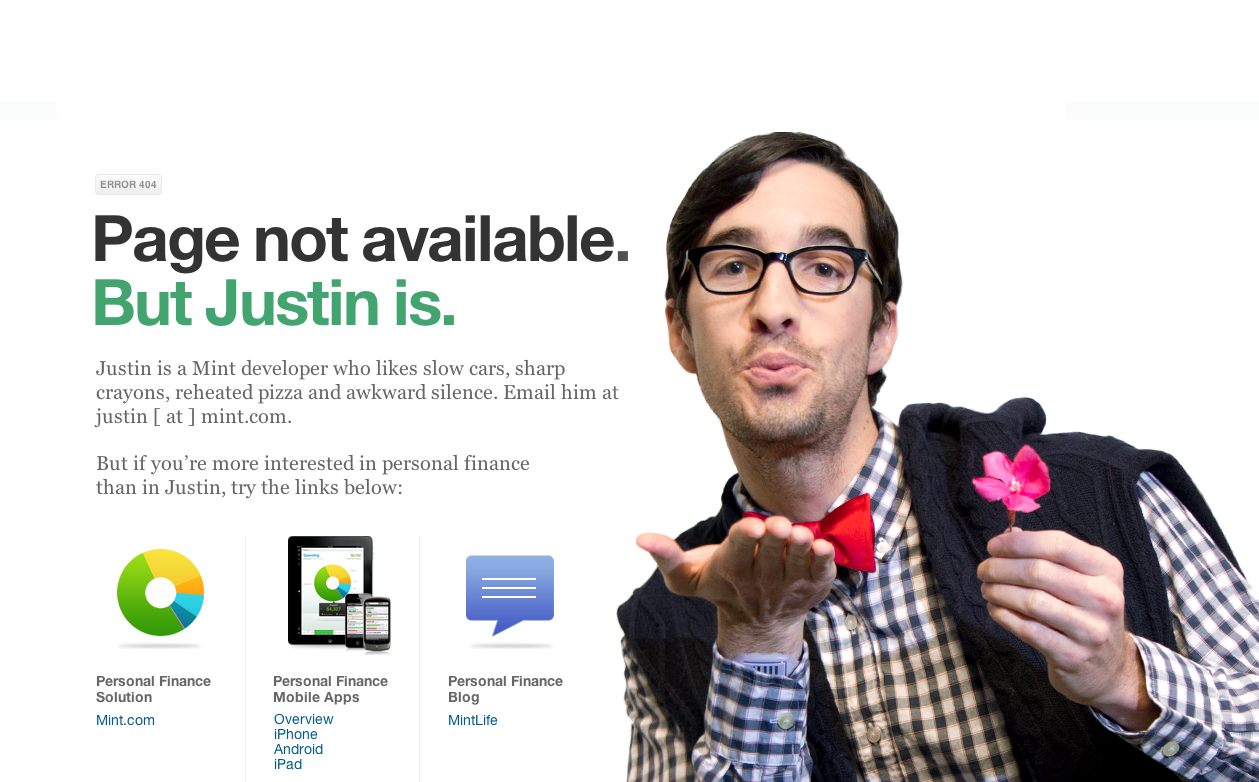 ERROR 404
Page not available.
But Justin is.
Justin is a Mint developer who likes slow cars, sharp
crayons, reheated pizza and awkward silence. Email him at
justin [ at ] mint.com.
But if you’re more interested in personal finance
than in Justin, try the links below:
Personal Finance
Solution
Mint.com
Personal Finance
Mobile Apps
Overview
iPhone
Android
iPad
Personal Finance
Blog
MintLife